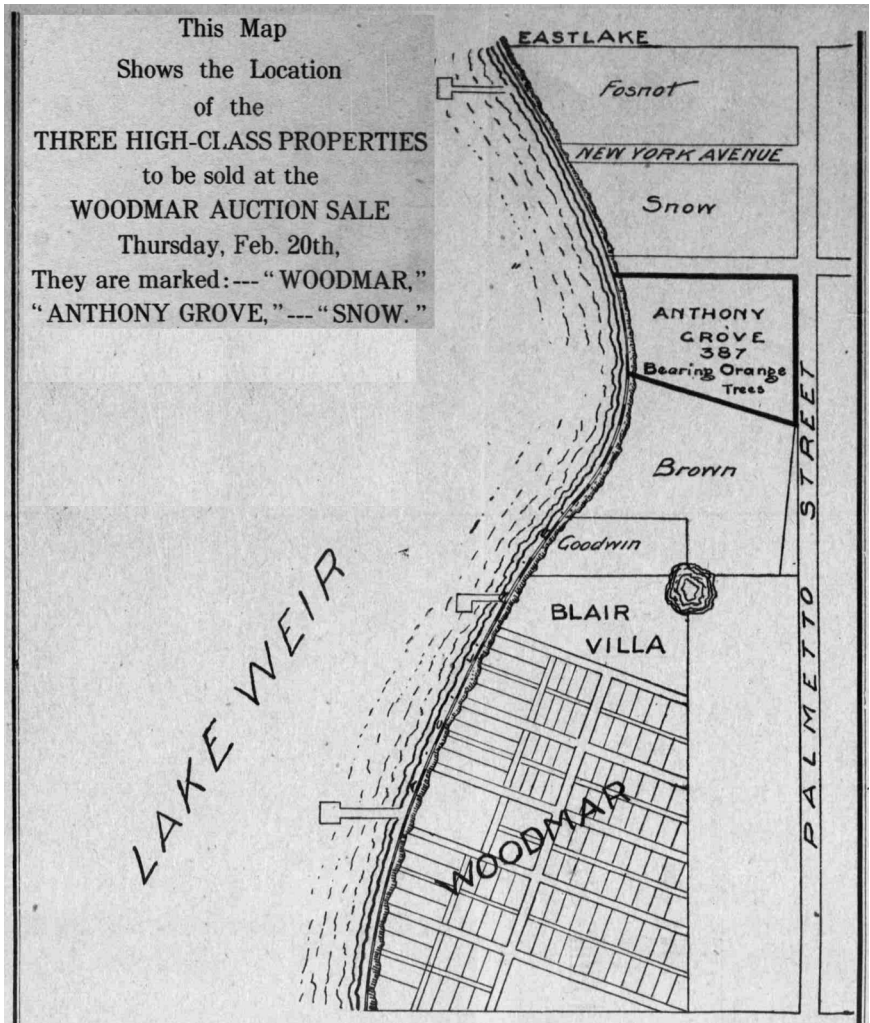 This Map
Shows the Location
of the
THREE HIGH-CLASS PROPERTIES
to be sold at the
WOODMAR AUCTION SALE
Thursday, Feb. 20th,
They are marked:--- "WOODMAR,"
"ANTHONY GROVE,"--- "SNOW."
EASTLAKE
Fosnot
NEW YORK AVENUE
Snow
ANTHONY
GROVE
387
Bearing Orange
Trees
Brown
Goodwin
BLAIR
VILLA
WOODMAR
LAKE WEIR
PALMETTO STREET